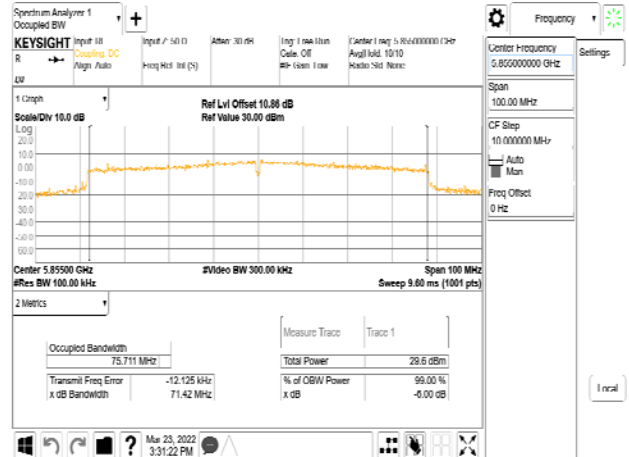 Spectrum Analyzer 1
Occupied BW
Frequency
KEYSIGHT
Input: RF
Input Z: 50 Ω
Atten: 30 dB
Trig: Free Run
Center Freq: 5.855000000 GHz
R
Coupling: DC
Gate: Off
Avg|Hold: 10/10
Align: Auto
Freq Ref: Int (S)
#IF Gain: Low
Radio Std: None
Center Frequency
5.855000000 GHz
Settings
Span
100.00 MHz
CF Step
10.000000 MHz
Auto
Man
Freq Offset
0 Hz
Local
1 Graph
Scale/Div 10.0 dB
Ref Lvl Offset 10.86 dB
Ref Value 30.00 dBm
Log
20.0
10.0
0.00
-10.0
-20.0
-30.0
-40.0
-50.0
-60.0
Center 5.85500 GHz
#Video BW 300.00 kHz
Span 100 MHz
#Res BW 100.00 kHz
Sweep 9.60 ms (1001 pts)
2 Metrics
Measure Trace
Trace 1
Occupied Bandwidth
75.711 MHz
Total Power
29.6 dBm
Transmit Freq Error
-12.125 kHz
% of OBW Power
99.00 %
x dB Bandwidth
71.42 MHz
x dB
-6.00 dB
Mar 23, 2022
3:31:22 PM